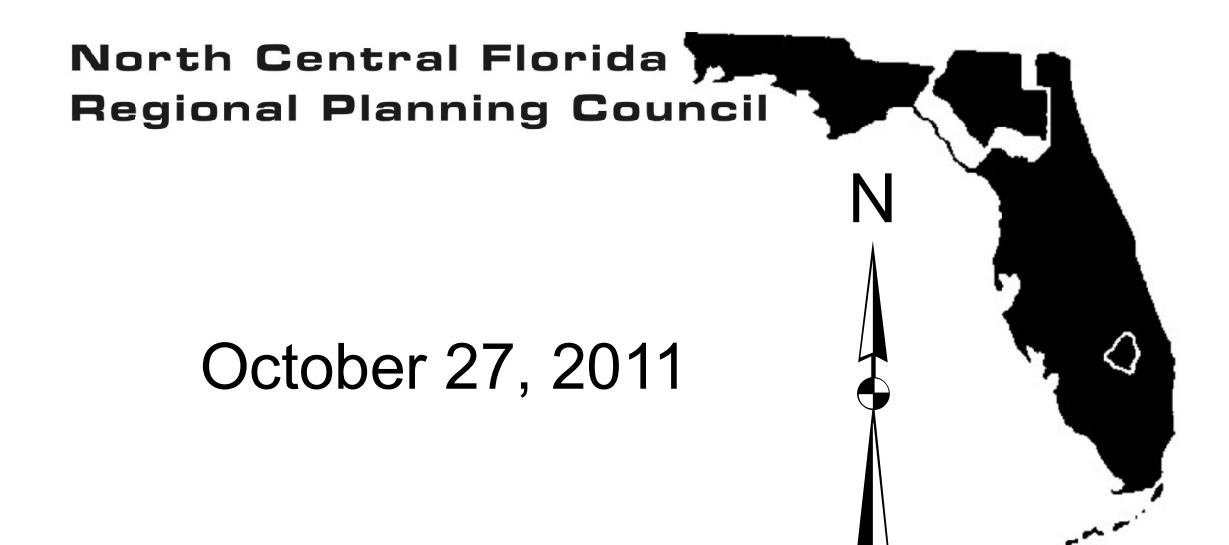 North Central Florida
Regional Planning Council
N
October 27, 2011